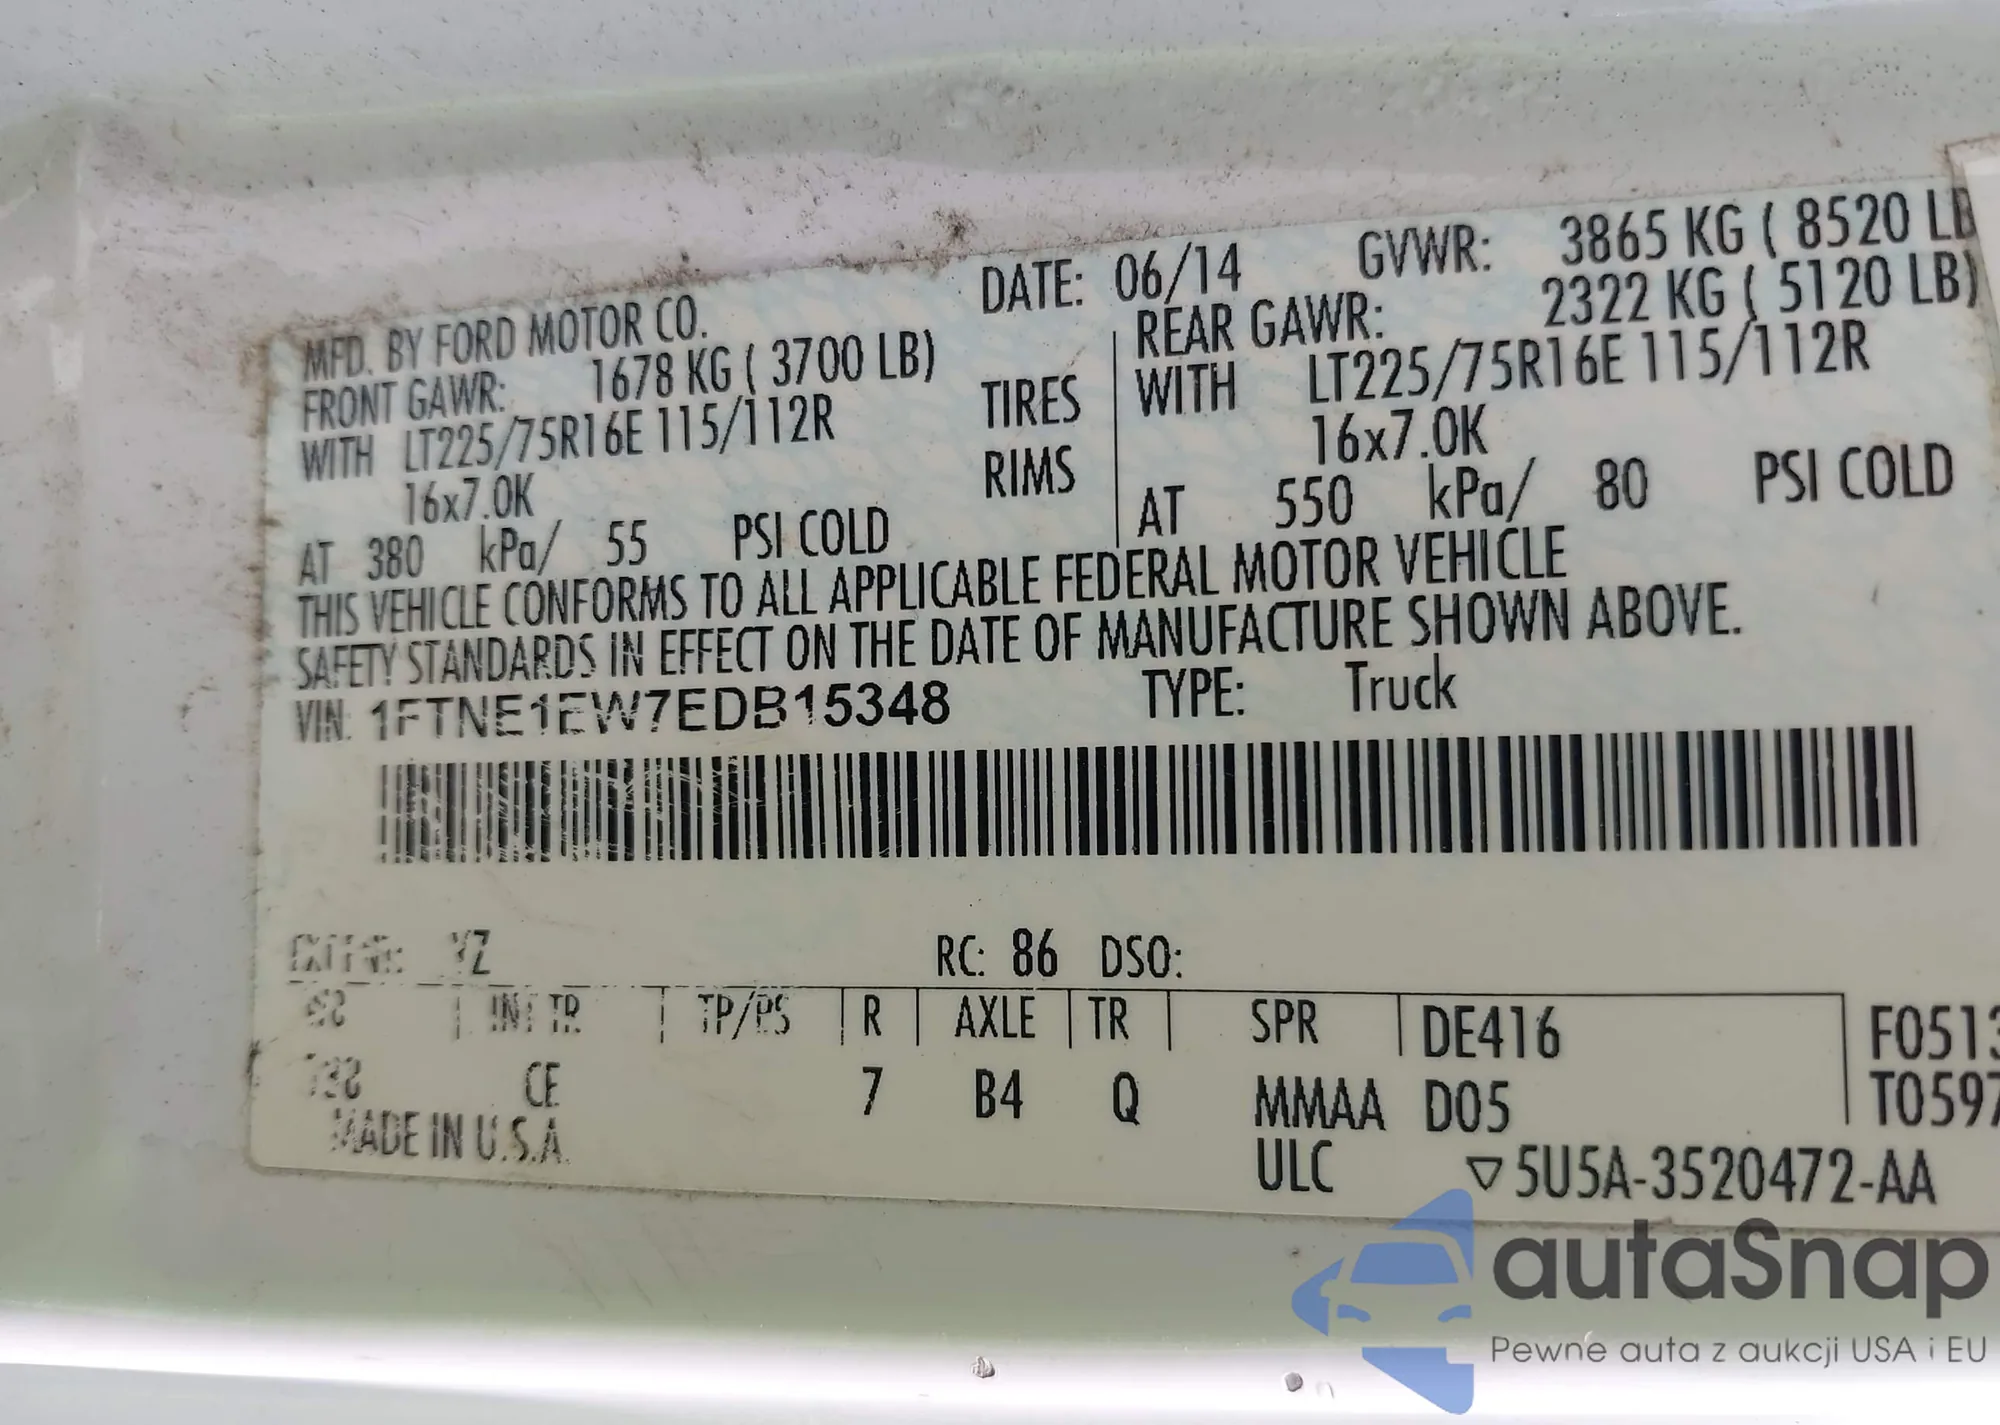 MFD. BY FORD MOTOR CO. DATE: 06/14 GVWR: 3865 KG ( 8520 LB
FRONT GAWR: 1678 KG ( 3700 LB) REAR GAWR: 2322 KG ( 5120 LB)
WITH LT225/75R16E 115/112R TIRES WITH LT225/75R16E 115/112R
16x7.0K RIMS 16x7.0K
AT 380 kPa/ 55 PSI COLD AT 550 kPa/ 80 PSI COLD
THIS VEHICLE CONFORMS TO ALL APPLICABLE FEDERAL MOTOR VEHICLE
SAFETY STANDARDS IN EFFECT ON THE DATE OF MANUFACTURE SHOWN ABOVE.
VIN: 1FTNE1EW7EDB15348 TYPE: Truck
YZ RC: 86 DSO:
INT TR TP/PS R AXLE TR SPR DE416 F0513
CE 7 B4 Q MMAA D05 T0597
MADE IN U.S.A. ULC ▽5U5A-3520472-AA
autaSnap
Pewne auta z aukcji USA i EU